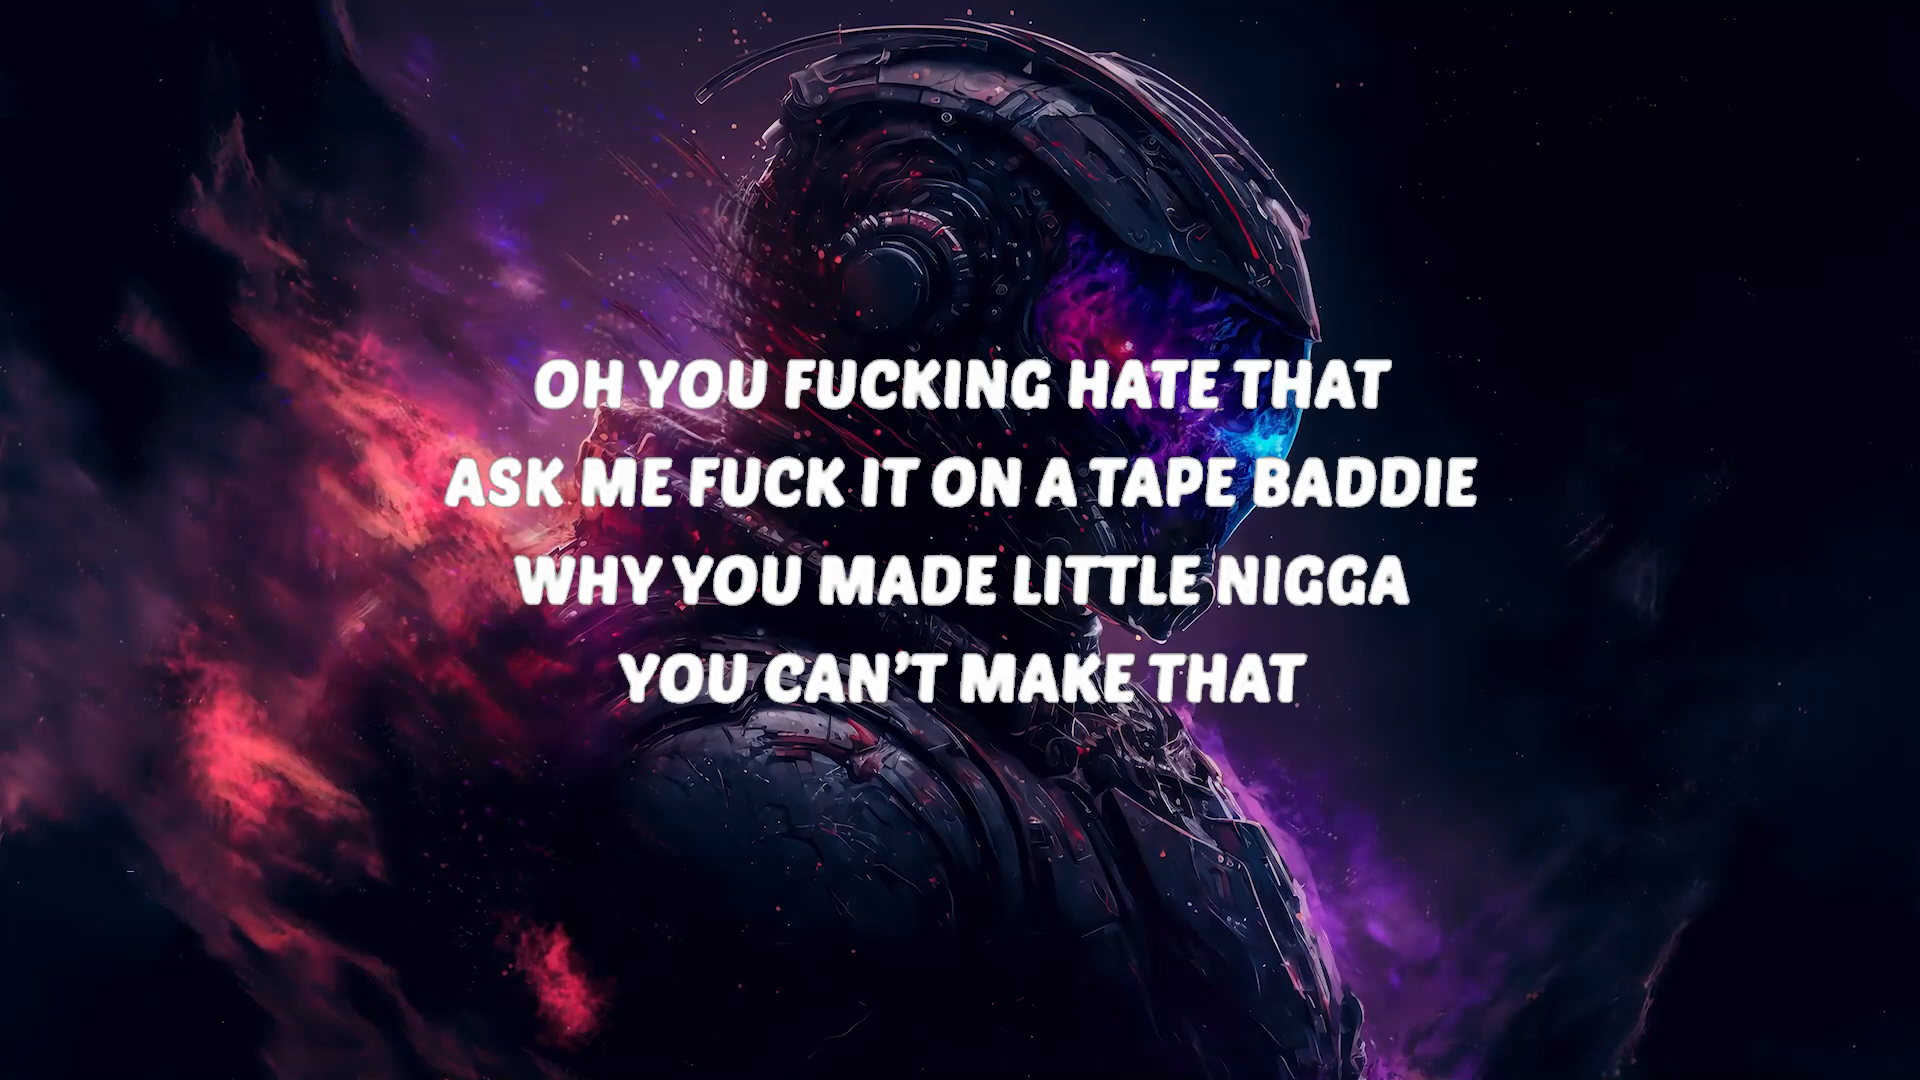 OH YOU FUCKING HATE THAT
ASK ME FUCK IT ON A TAPE BADDIE
WHY YOU MADE LITTLE NIGGA
YOU CAN'T MAKE THAT